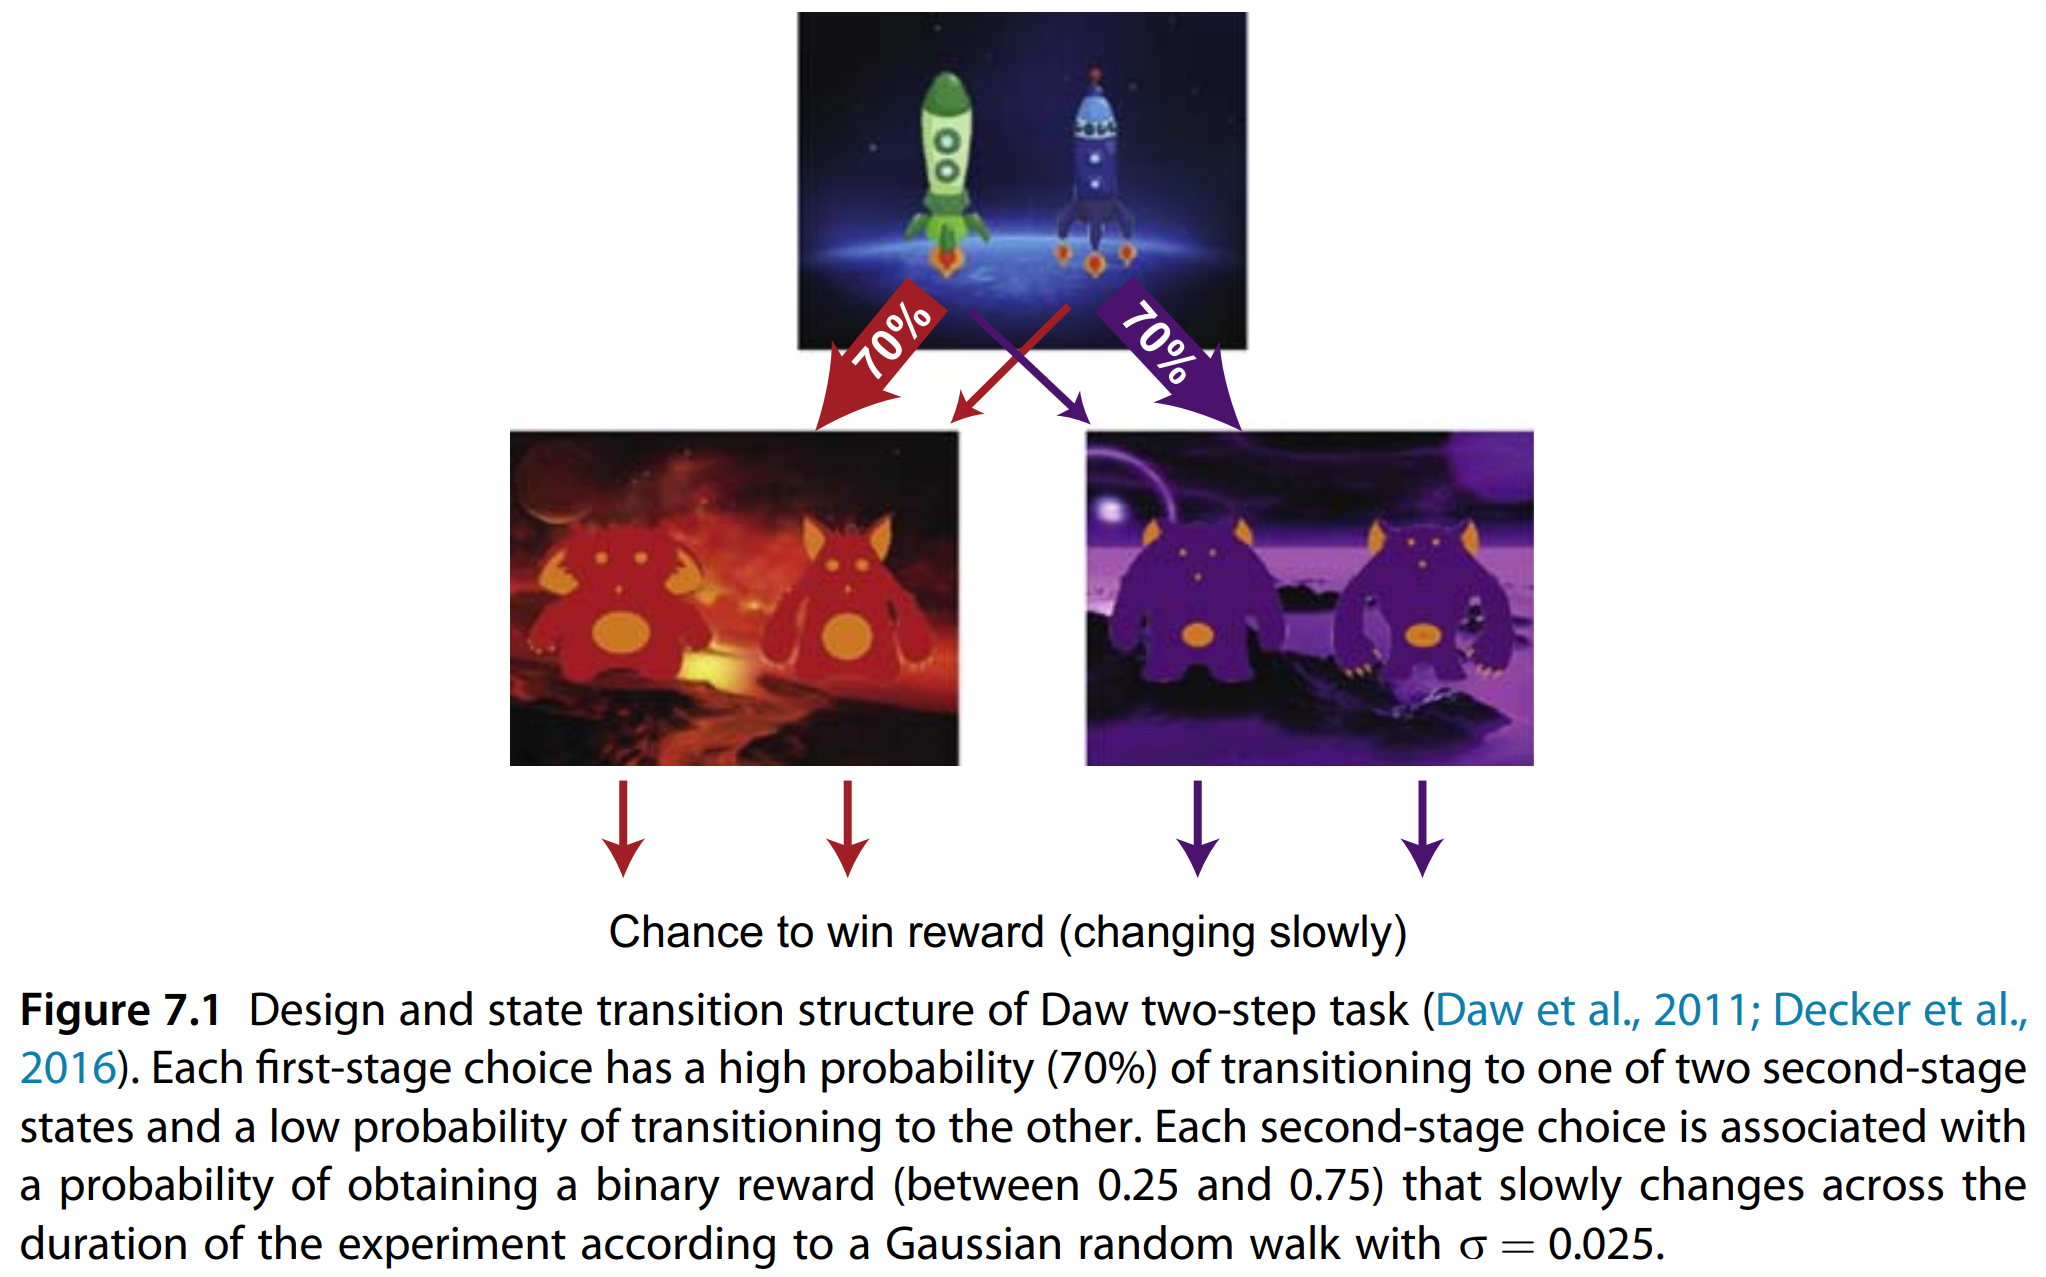 70%
70%
Chance to win reward (changing slowly)
Figure 7.1 Design and state transition structure of Daw two-step task (Daw et al., 2011; Decker et al.,
2016). Each first-stage choice has a high probability (70%) of transitioning to one of two second-stage
states and a low probability of transitioning to the other. Each second-stage choice is associated with
a probability of obtaining a binary reward (between 0.25 and 0.75) that slowly changes across the
duration of the experiment according to a Gaussian random walk with σ = 0.025.